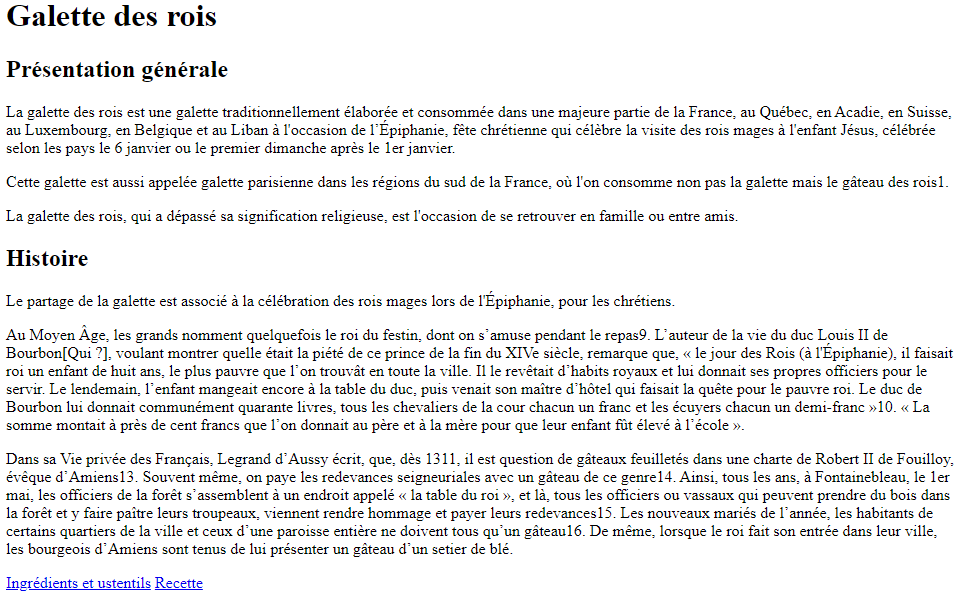 Galette des rois
Présentation générale
La galette des rois est une galette traditionnellement élaborée et consommée dans une majeure partie de la France, au Québec, en Acadie, en Suisse,
au Luxembourg, en Belgique et au Liban à l'occasion de l’Épiphanie, fête chrétienne qui célèbre la visite des rois mages à l'enfant Jésus, célébrée
selon les pays le 6 janvier ou le premier dimanche après le 1er janvier.
Cette galette est aussi appelée galette parisienne dans les régions du sud de la France, où l'on consomme non pas la galette mais le gâteau des rois1.
La galette des rois, qui a dépassé sa signification religieuse, est l'occasion de se retrouver en famille ou entre amis.
Histoire
Le partage de la galette est associé à la célébration des rois mages lors de l'Épiphanie, pour les chrétiens.
Au Moyen Âge, les grands nomment quelquefois le roi du festin, dont on s’amuse pendant le repas9. L’auteur de la vie du duc Louis II de
Bourbon[Qui ?], voulant montrer quelle était la piété de ce prince de la fin du XIVe siècle, remarque que, « le jour des Rois (à l'Épiphanie), il faisait
roi un enfant de huit ans, le plus pauvre que l’on trouvât en toute la ville. Il le revêtait d’habits royaux et lui donnait ses propres officiers pour le
servir. Le lendemain, l’enfant mangeait encore à la table du duc, puis venait son maître d’hôtel qui faisait la quête pour le pauvre roi. Le duc de
Bourbon lui donnait communément quarante livres, tous les chevaliers de la cour chacun un franc et les écuyers chacun un demi-franc »10. « La
somme montait à près de cent francs que l’on donnait au père et à la mère pour que leur enfant fût élevé à l’école ».
Dans sa Vie privée des Français, Legrand d’Aussy écrit, que, dès 1311, il est question de gâteaux feuilletés dans une charte de Robert II de Fouilloy,
évêque d’Amiens13. Souvent même, on paye les redevances seigneuriales avec un gâteau de ce genre14. Ainsi, tous les ans, à Fontainebleau, le 1er
mai, les officiers de la forêt s’assemblent à un endroit appelé « la table du roi », et là, tous les officiers ou vassaux qui peuvent prendre du bois dans
la forêt et y faire paître leurs troupeaux, viennent rendre hommage et payer leurs redevances15. Les nouveaux mariés de l’année, les habitants de
certains quartiers de la ville et ceux d’une paroisse entière ne doivent tous qu’un gâteau16. De même, lorsque le roi fait son entrée dans leur ville,
les bourgeois d’Amiens sont tenus de lui présenter un gâteau d’un setier de blé.
Ingrédients et ustentils Recette